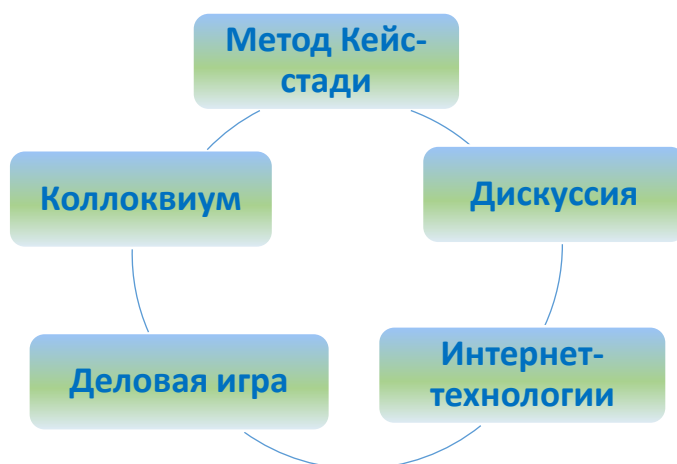 Метод Кейс-
стади
Коллоквиум
Дискуссия
Деловая игра
Интернет-
технологии